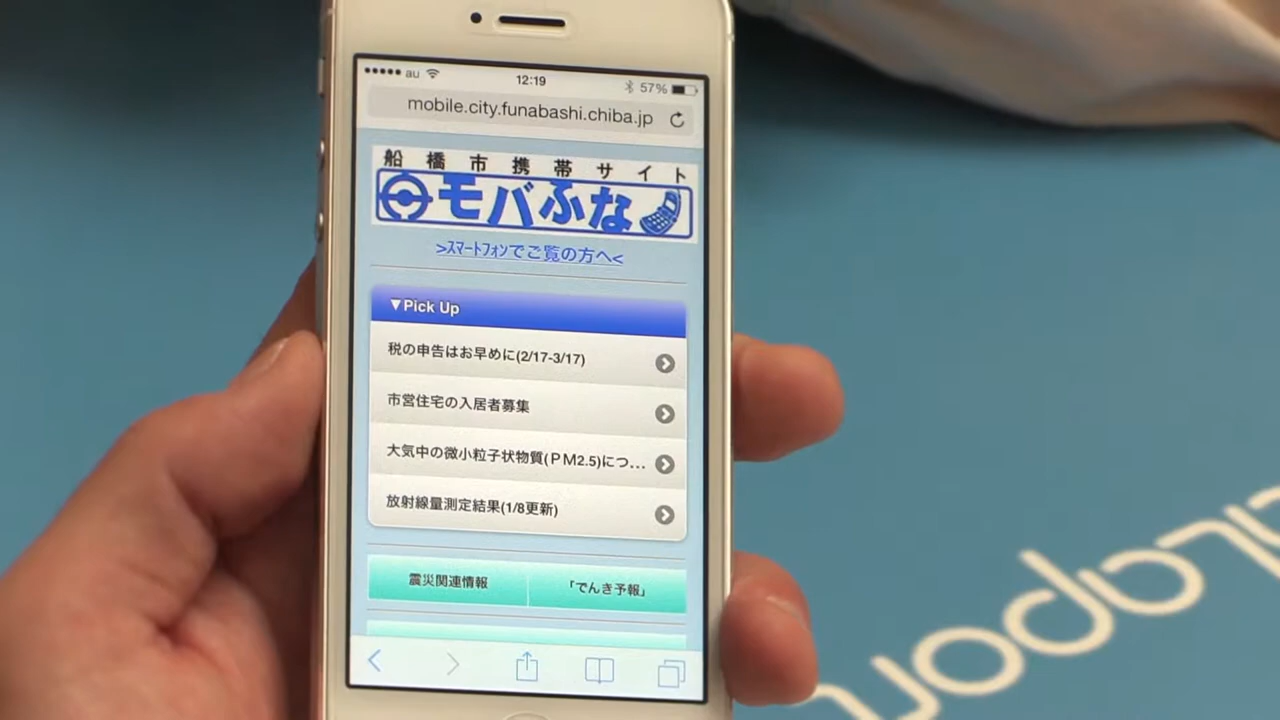 au 12:19 57%
mobile.city.funabashi.chiba.jp
船橋市携帯サイト
モバふな
>ｽﾏｰﾄﾌｫﾝでご覧の方へ<
▼Pick Up
税の申告はお早めに(2/17-3/17)
市営住宅の入居者募集
大気中の微小粒子状物質(ＰＭ2.5)につ...
放射線量測定結果(1/8更新)
震災関連情報 「でんき予報」